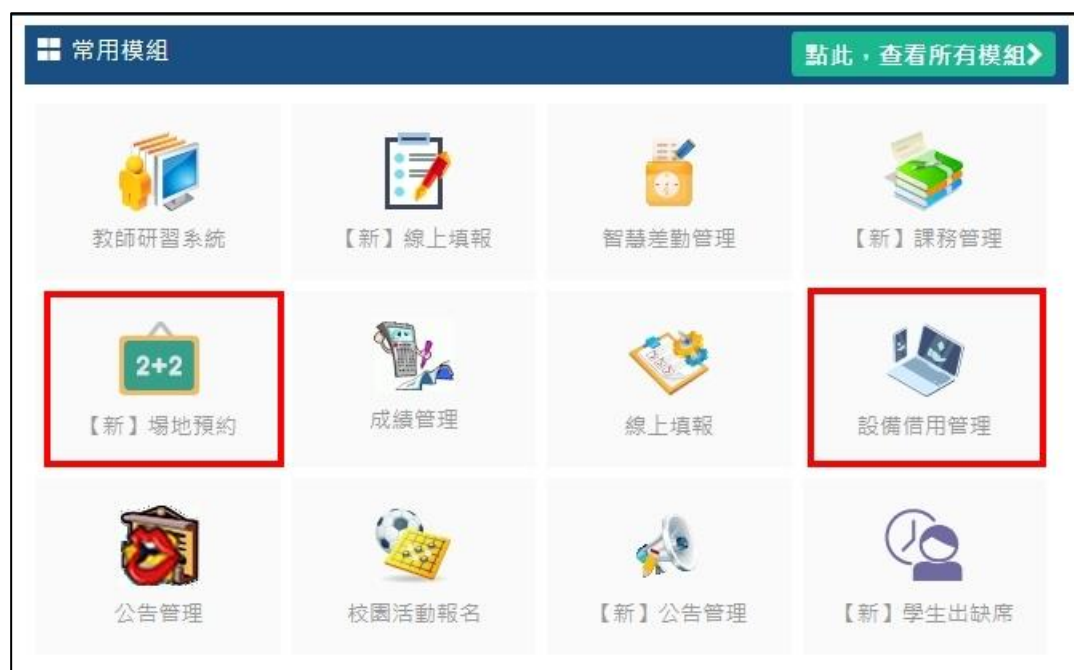 常用模組
點此，查看所有模組
教師研習系統
【新】線上填報
智慧差勤管理
【新】課務管理
2+2
【新】場地預約
成績管理
線上填報
設備借用管理
公告管理
校園活動報名
【新】公告管理
【新】學生出缺席